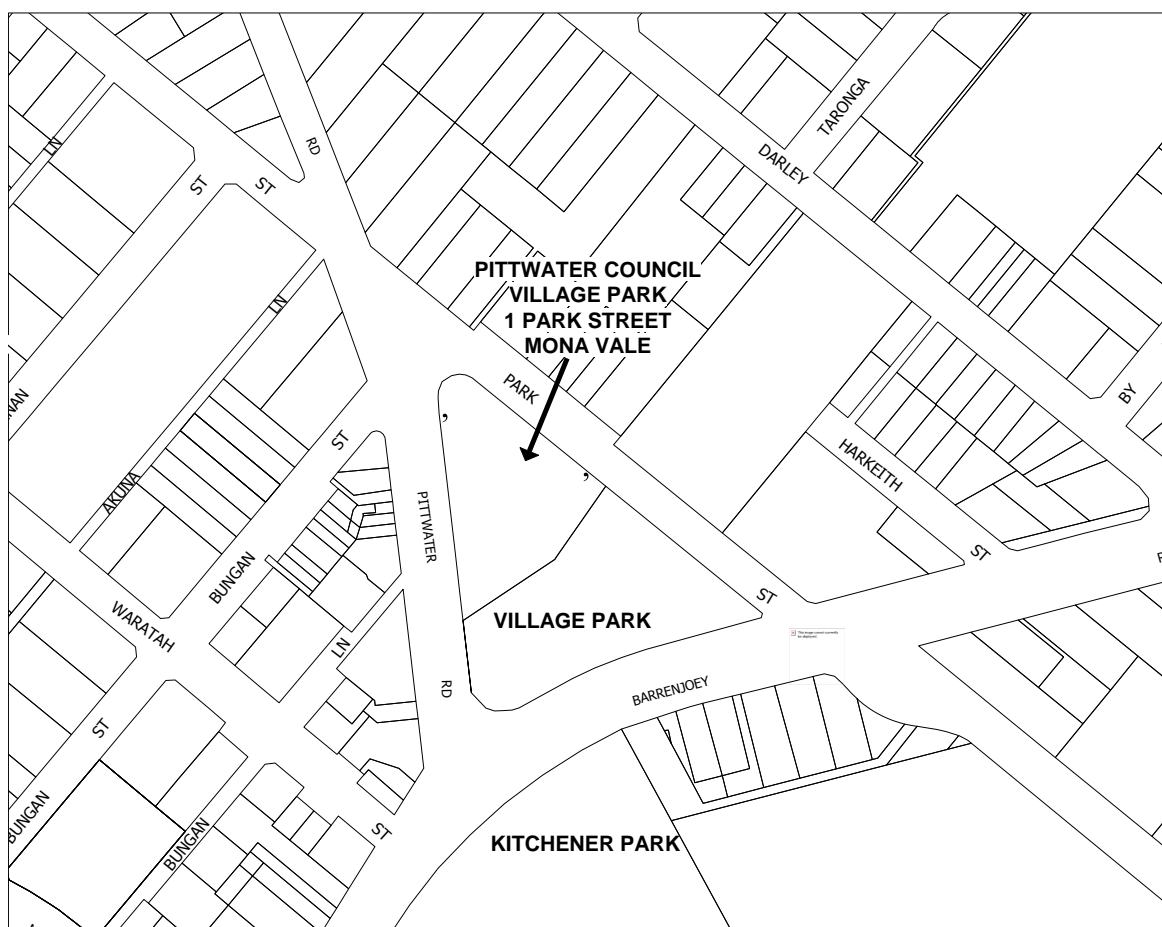 RD
TARONGA
LN
ST
ST
DARLEY
PITTWATER COUNCIL
VILLAGE PARK
1 PARK STREET
MONA VALE
LN
NAN
PARK
BY
ST
HARKEITH
AKUNA
PITTWATER
ST
BUNGAN
ST
WARATAH
VILLAGE PARK
LN
RD
BARRENJOEY
ST
BUNGAN
BUNGAN
ST
KITCHENER PARK